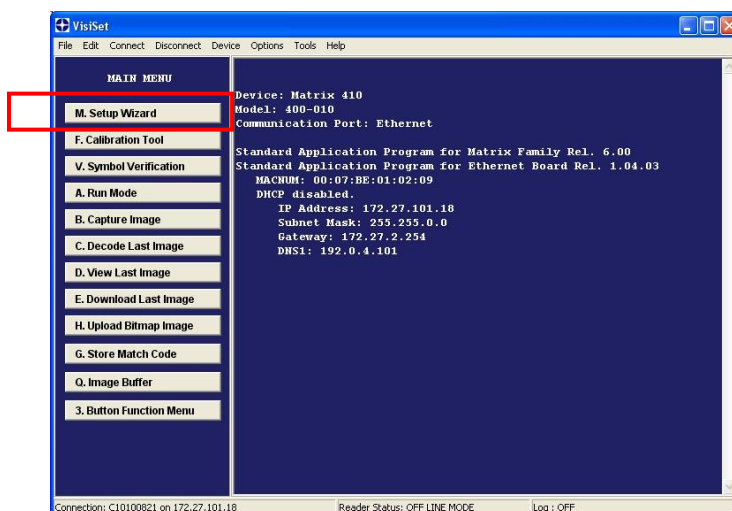 VisiSet
File Edit Connect Disconnect Device Options Tools Help
MAIN MENU
M. Setup Wizard
F. Calibration Tool
V. Symbol Verification
A. Run Mode
B. Capture Image
C. Decode Last Image
D. View Last Image
E. Download Last Image
H. Upload Bitmap Image
G. Store Match Code
Q. Image Buffer
3. Button Function Menu
Device: Matrix 410
Model: 400-010
Communication Port: Ethernet
Standard Application Program for Matrix Family Rel. 6.00
Standard Application Program for Ethernet Board Rel. 1.04.03
MACNUM: 00:07:BE:01:02:09
DHCP disabled.
IP Address: 172.27.101.18
Subnet Mask: 255.255.0.0
Gateway: 172.27.2.254
DNS1: 192.0.4.101
Connection: C10100821 on 172.27.101.18 Reader Status: OFF LINE MODE Log : OFF